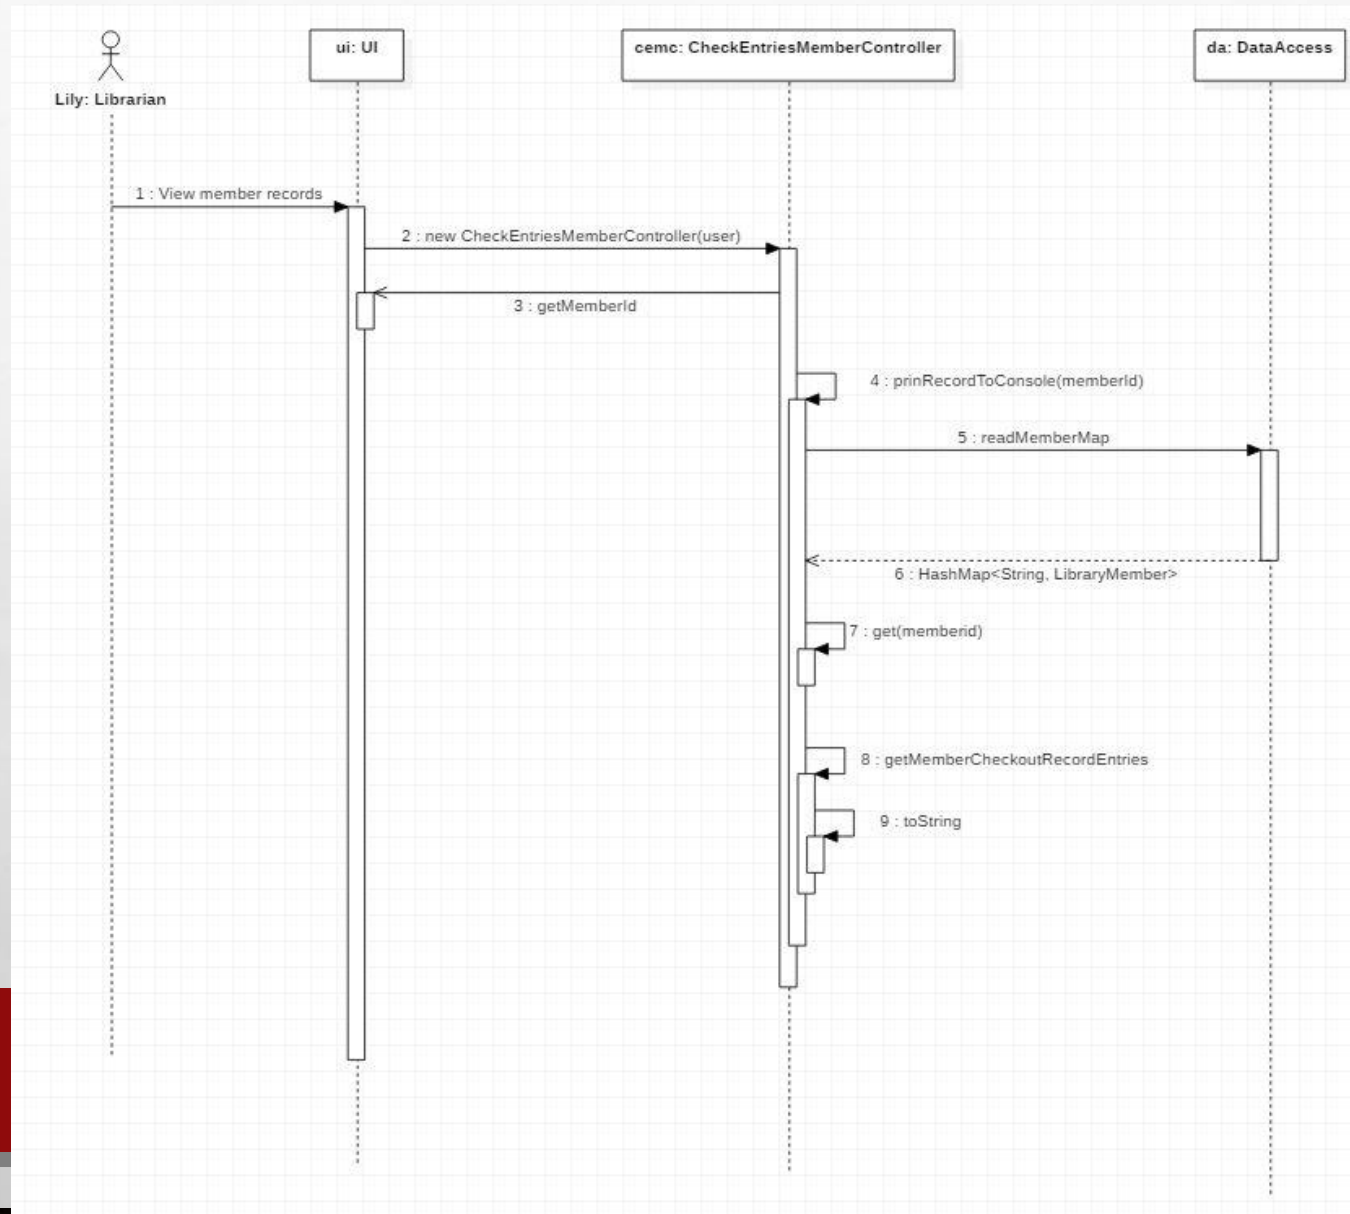 ui: UI
cemc: CheckEntriesMemberController
da: DataAccess
Lily: Librarian
1 : View member records
2 : new CheckEntriesMemberController(user)
3 : getMemberId
4 : prinRecordToConsole(memberId)
5 : readMemberMap
6 : HashMap<String, LibraryMember>
7 : get(memberid)
8 : getMemberCheckoutRecordEntries
9 : toString